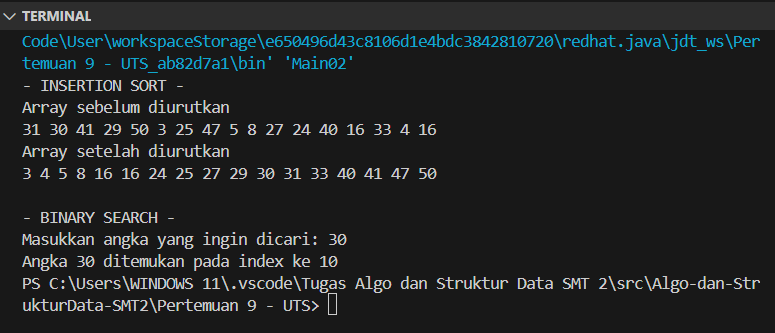 TERMINAL
Code\User\workspaceStorage\e650496d43c8106d1e4bdc3842810720\redhat.java\jdt_ws\Per
temuan 9 - UTS_ab82d7a1\bin' 'Main02'
- INSERTION SORT -
Array sebelum diurutkan
31 30 41 29 50 3 25 47 5 8 27 24 40 16 33 4 16
Array setelah diurutkan
3 4 5 8 16 16 24 25 27 29 30 31 33 40 41 47 50
- BINARY SEARCH -
Masukkan angka yang ingin dicari: 30
Angka 30 ditemukan pada index ke 10
PS C:\Users\WINDOWS 11\.vscode\Tugas Algo dan Struktur Data SMT 2\src\Algo-dan-Str
ukturData-SMT2\Pertemuan 9 - UTS>